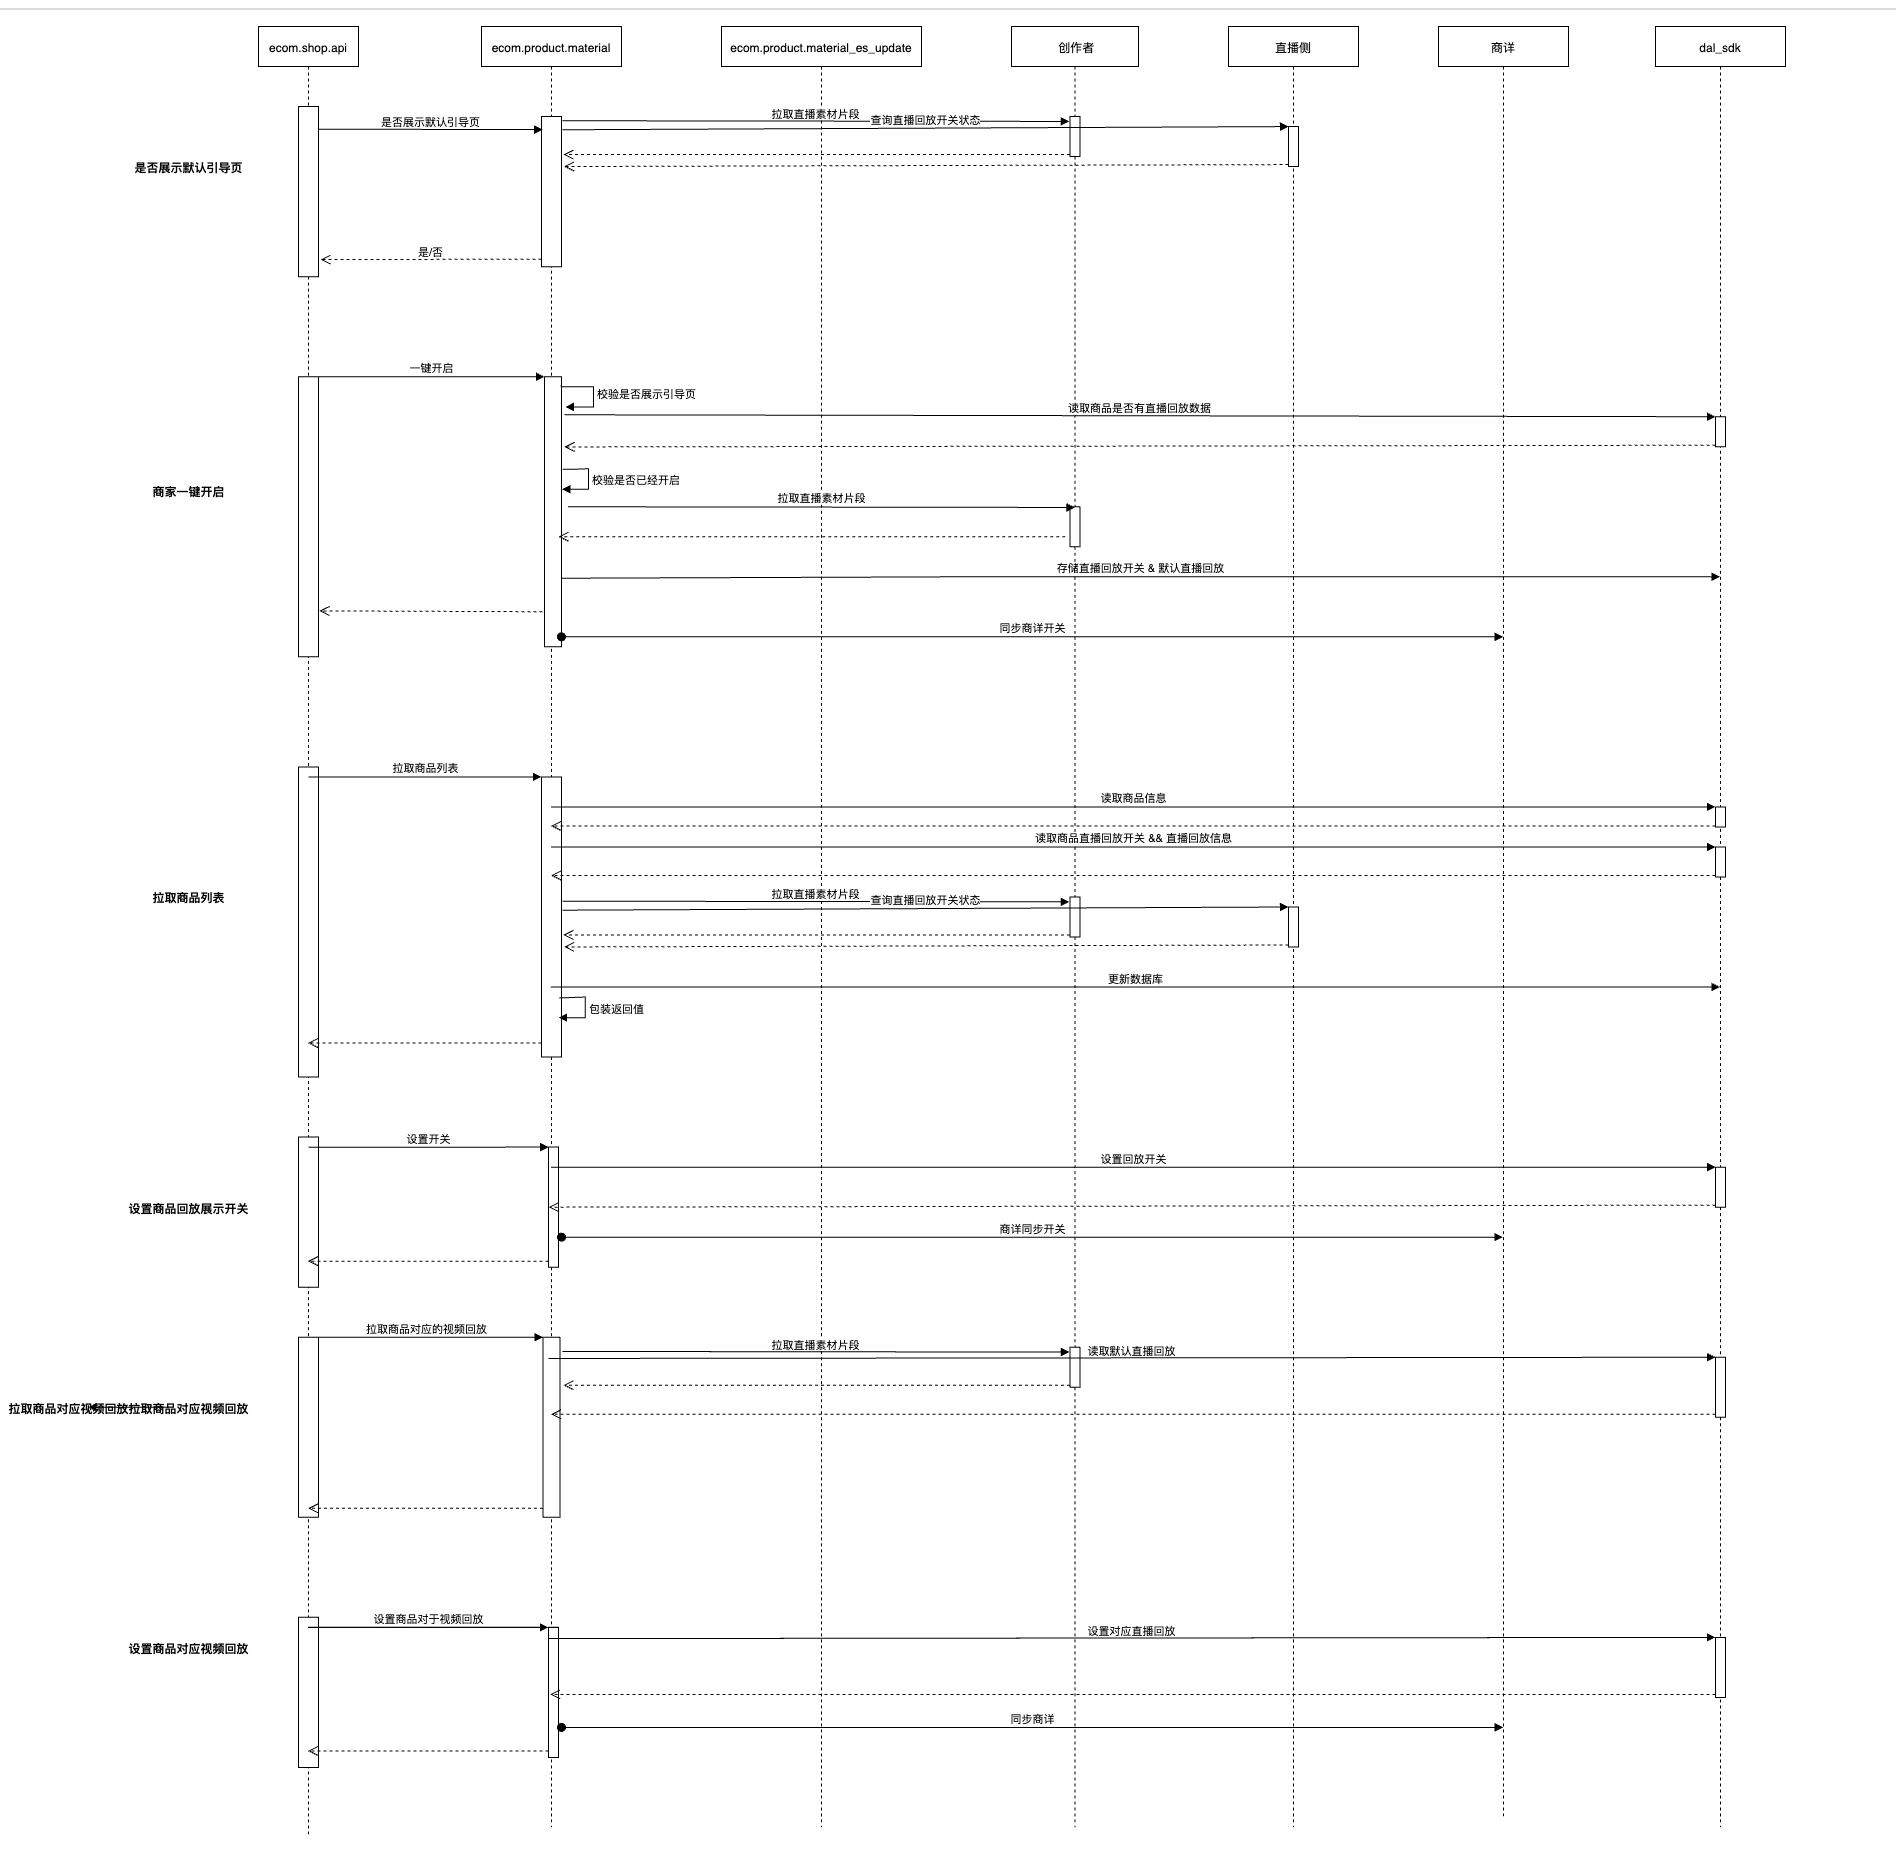 ecom.shop.api
ecom.product.material
ecom.product.material_es_update
创作者
直播侧
商详
dal_sdk
是否展示默认引导页
是否展示默认引导页
拉取直播素材片段
查询直播回放开关状态
是/否
商家一键开启
一键开启
校验是否展示引导页
读取商品是否有直播回放数据
校验是否已经开启
拉取直播素材片段
存储直播回放开关 & 默认直播回放
同步商详开关
拉取商品列表
拉取商品列表
读取商品信息
读取商品直播回放开关 && 直播回放信息
拉取直播素材片段
查询直播回放开关状态
更新数据库
包装返回值
设置商品回放展示开关
设置开关
设置回放开关
商详同步开关
拉取商品对应的视频回放
拉取直播素材片段
读取默认直播回放
拉取商品对应视频回放拉取商品对应视频回放
设置商品对于视频回放
设置对应直播回放
设置商品对应视频回放
同步商详